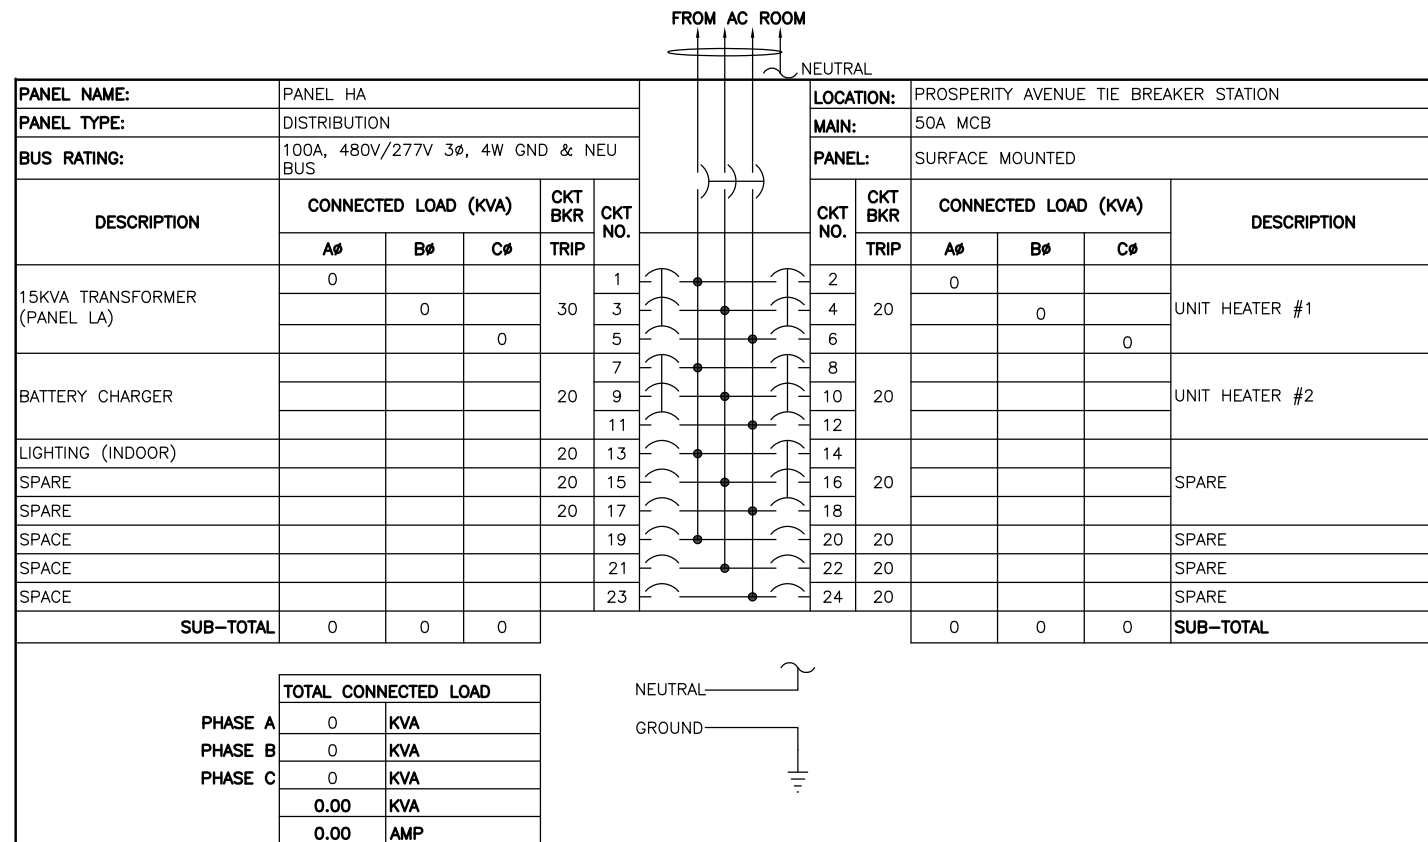 FROM AC ROOM
NEUTRAL
PANEL NAME: PANEL HA LOCATION: PROSPERITY AVENUE TIE BREAKER STATION
PANEL TYPE: DISTRIBUTION MAIN: 50A MCB
BUS RATING: 100A, 480V/277V 3ø, 4W GND & NEU BUS PANEL: SURFACE MOUNTED
DESCRIPTION CONNECTED LOAD (KVA) CKT BKR CKT NO. CKT NO. CKT BKR CONNECTED LOAD (KVA) DESCRIPTION
Aø Bø Cø TRIP TRIP Aø Bø Cø
0 1 2 0
15KVA TRANSFORMER (PANEL LA) 0 30 3 4 20 0 UNIT HEATER #1
0 5 6 0
7 8
BATTERY CHARGER 20 9 10 20 UNIT HEATER #2
11 12
LIGHTING (INDOOR) 20 13 14
SPARE 20 15 16 20 SPARE
SPARE 20 17 18
SPACE 19 20 20 SPARE
SPACE 21 22 20 SPARE
SPACE 23 24 20 SPARE
SUB-TOTAL 0 0 0 0 0 0 SUB-TOTAL
TOTAL CONNECTED LOAD
PHASE A 0 KVA
PHASE B 0 KVA
PHASE C 0 KVA
0.00 KVA
0.00 AMP
NEUTRAL
GROUND